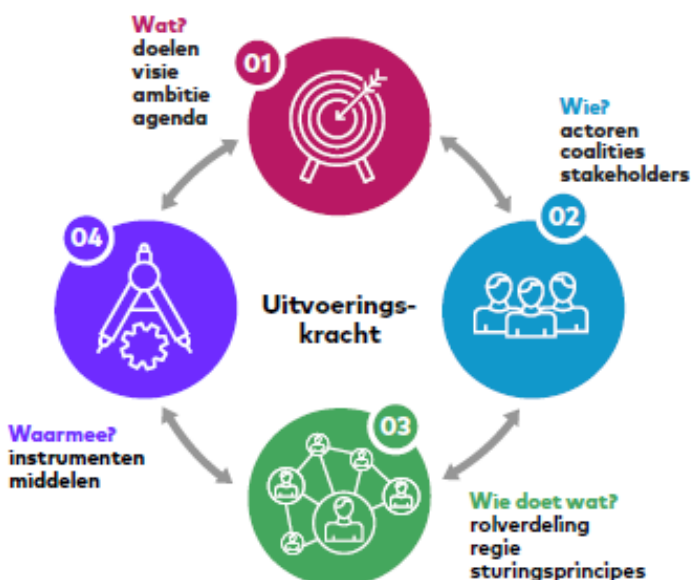 Wat?
doelen
visie
ambitie
agenda
01
Wie?
actoren
coalities
stakeholders
02
04
Uitvoerings-
kracht
Waarmee?
instrumenten
middelen
03
Wie doet wat?
rolverdeling
regie
sturingsprincipes